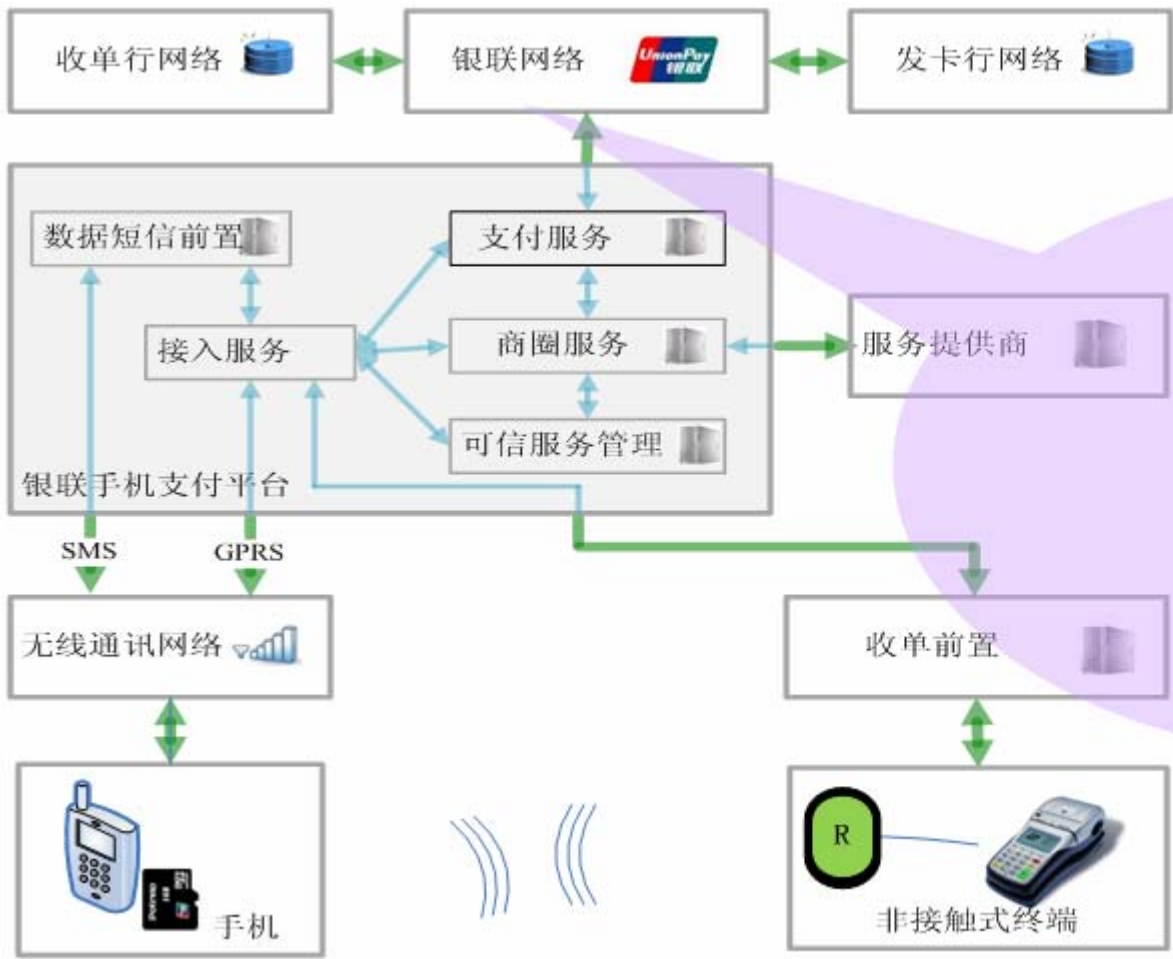 收单行网络
银联网络
UnionPay
银联
发卡行网络
数据短信前置
支付服务
接入服务
商圈服务
服务提供商
可信服务管理
银联手机支付平台
SMS
GPRS
无线通讯网络
收单前置
R
手机
非接触式终端